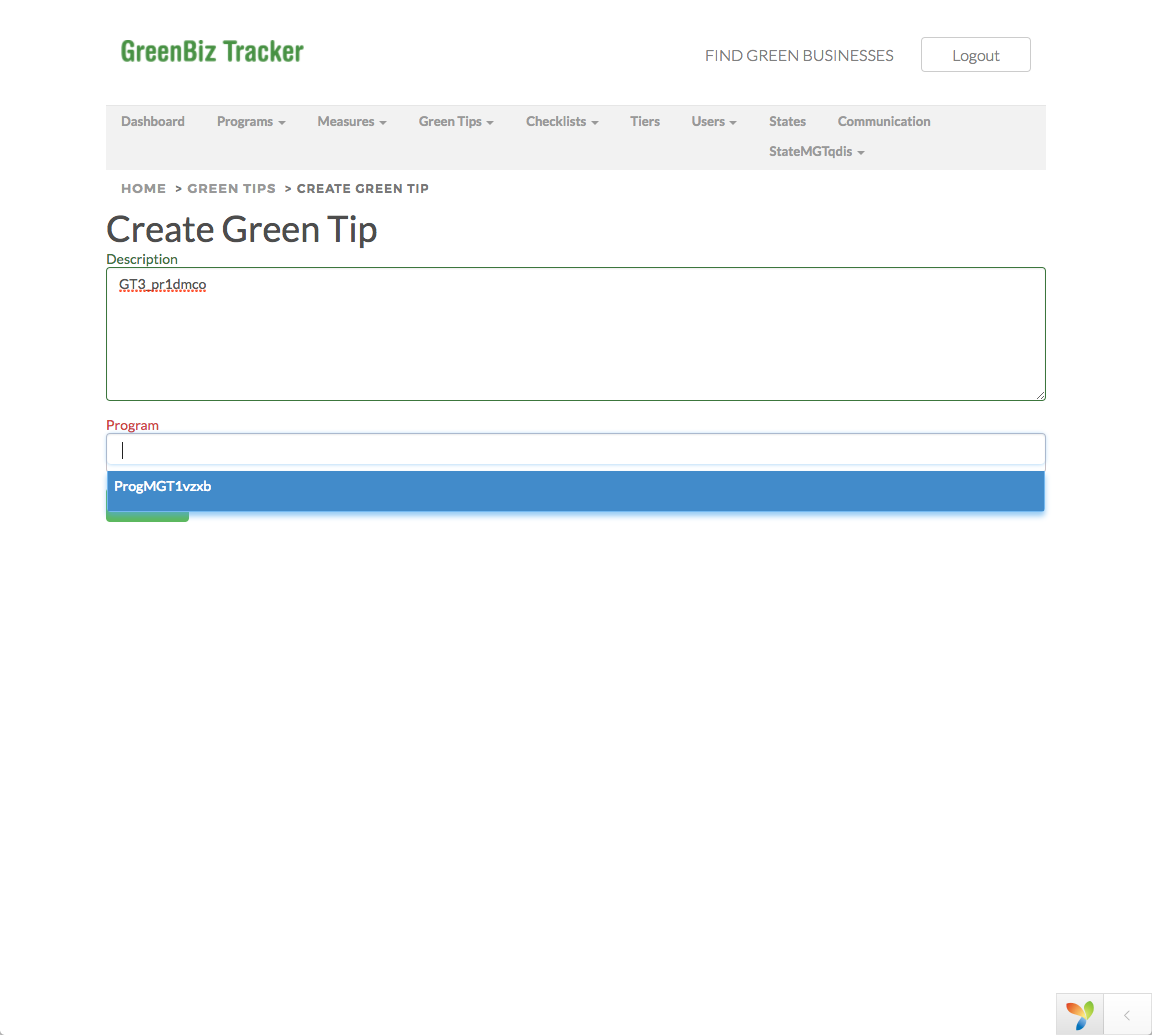 GreenBiz Tracker
FIND GREEN BUSINESSES
Logout
Dashboard Programs Measures Green Tips Checklists Tiers Users States Communication
StateMGTqdis
HOME > GREEN TIPS > CREATE GREEN TIP
Create Green Tip
Description
GT3_pr1dmco
Program
ProgMGT1vzxb